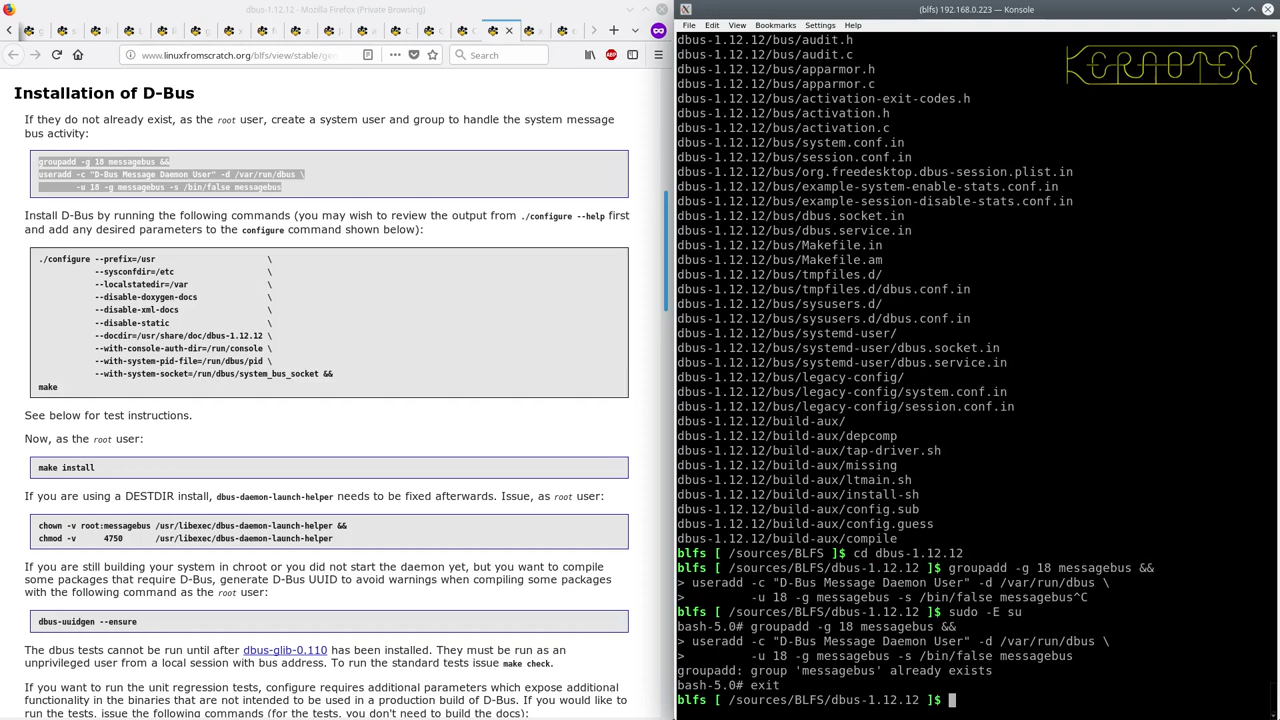 dbus-1.12.12 - Mozilla Firefox (Private Browsing)
www.linuxfromscratch.org/blfs/view/stable/gen
Search
ABP
Installation of D-Bus
If they do not already exist, as the root user, create a system user and group to handle the system message
bus activity:
groupadd -g 18 messagebus &&
useradd -c "D-Bus Message Daemon User" -d /var/run/dbus \
-u 18 -g messagebus -s /bin/false messagebus
Install D-Bus by running the following commands (you may wish to review the output from ./configure --help first
and add any desired parameters to the configure command shown below):
./configure --prefix=/usr \
--sysconfdir=/etc \
--localstatedir=/var \
--disable-doxygen-docs \
--disable-xml-docs \
--disable-static \
--docdir=/usr/share/doc/dbus-1.12.12 \
--with-console-auth-dir=/run/console \
--with-system-pid-file=/run/dbus/pid \
--with-system-socket=/run/dbus/system_bus_socket &&
make
See below for test instructions.
Now, as the root user:
make install
If you are using a DESTDIR install, dbus-daemon-launch-helper needs to be fixed afterwards. Issue, as root user:
chown -v root:messagebus /usr/libexec/dbus-daemon-launch-helper &&
chmod -v 4750 /usr/libexec/dbus-daemon-launch-helper
If you are still building your system in chroot or you did not start the daemon yet, but you want to compile
some packages that require D-Bus, generate D-Bus UUID to avoid warnings when compiling some packages
with the following command as the root user:
dbus-uuidgen --ensure
The dbus tests cannot be run until after dbus-glib-0.110 has been installed. They must be run as an
unprivileged user from a local session with bus address. To run the standard tests issue make check.
If you want to run the unit regression tests, configure requires additional parameters which expose additional
functionality in the binaries that are not intended to be used in a production build of D-Bus. If you would like to
run the tests, issue the following commands (for the tests, you don't need to build the docs):
(blfs) 192.168.0.223 — Konsole
File Edit View Bookmarks Settings Help
KERNOTEX
dbus-1.12.12/bus/audit.h
dbus-1.12.12/bus/audit.c
dbus-1.12.12/bus/apparmor.h
dbus-1.12.12/bus/apparmor.c
dbus-1.12.12/bus/activation-exit-codes.h
dbus-1.12.12/bus/activation.h
dbus-1.12.12/bus/activation.c
dbus-1.12.12/bus/system.conf.in
dbus-1.12.12/bus/session.conf.in
dbus-1.12.12/bus/org.freedesktop.dbus-session.plist.in
dbus-1.12.12/bus/example-system-enable-stats.conf.in
dbus-1.12.12/bus/example-session-disable-stats.conf.in
dbus-1.12.12/bus/dbus.socket.in
dbus-1.12.12/bus/dbus.service.in
dbus-1.12.12/bus/Makefile.in
dbus-1.12.12/bus/Makefile.am
dbus-1.12.12/bus/tmpfiles.d/
dbus-1.12.12/bus/tmpfiles.d/dbus.conf.in
dbus-1.12.12/bus/sysusers.d/
dbus-1.12.12/bus/sysusers.d/dbus.conf.in
dbus-1.12.12/bus/systemd-user/
dbus-1.12.12/bus/systemd-user/dbus.socket.in
dbus-1.12.12/bus/systemd-user/dbus.service.in
dbus-1.12.12/bus/legacy-config/
dbus-1.12.12/bus/legacy-config/system.conf.in
dbus-1.12.12/bus/legacy-config/session.conf.in
dbus-1.12.12/build-aux/
dbus-1.12.12/build-aux/depcomp
dbus-1.12.12/build-aux/tap-driver.sh
dbus-1.12.12/build-aux/missing
dbus-1.12.12/build-aux/ltmain.sh
dbus-1.12.12/build-aux/install-sh
dbus-1.12.12/build-aux/config.sub
dbus-1.12.12/build-aux/config.guess
dbus-1.12.12/build-aux/compile
blfs [ /sources/BLFS ]$ cd dbus-1.12.12
blfs [ /sources/BLFS/dbus-1.12.12 ]$ groupadd -g 18 messagebus &&
> useradd -c "D-Bus Message Daemon User" -d /var/run/dbus \
> -u 18 -g messagebus -s /bin/false messagebus^C
blfs [ /sources/BLFS/dbus-1.12.12 ]$ sudo -E su
bash-5.0# groupadd -g 18 messagebus &&
> useradd -c "D-Bus Message Daemon User" -d /var/run/dbus \
> -u 18 -g messagebus -s /bin/false messagebus
groupadd: group 'messagebus' already exists
bash-5.0# exit
blfs [ /sources/BLFS/dbus-1.12.12 ]$